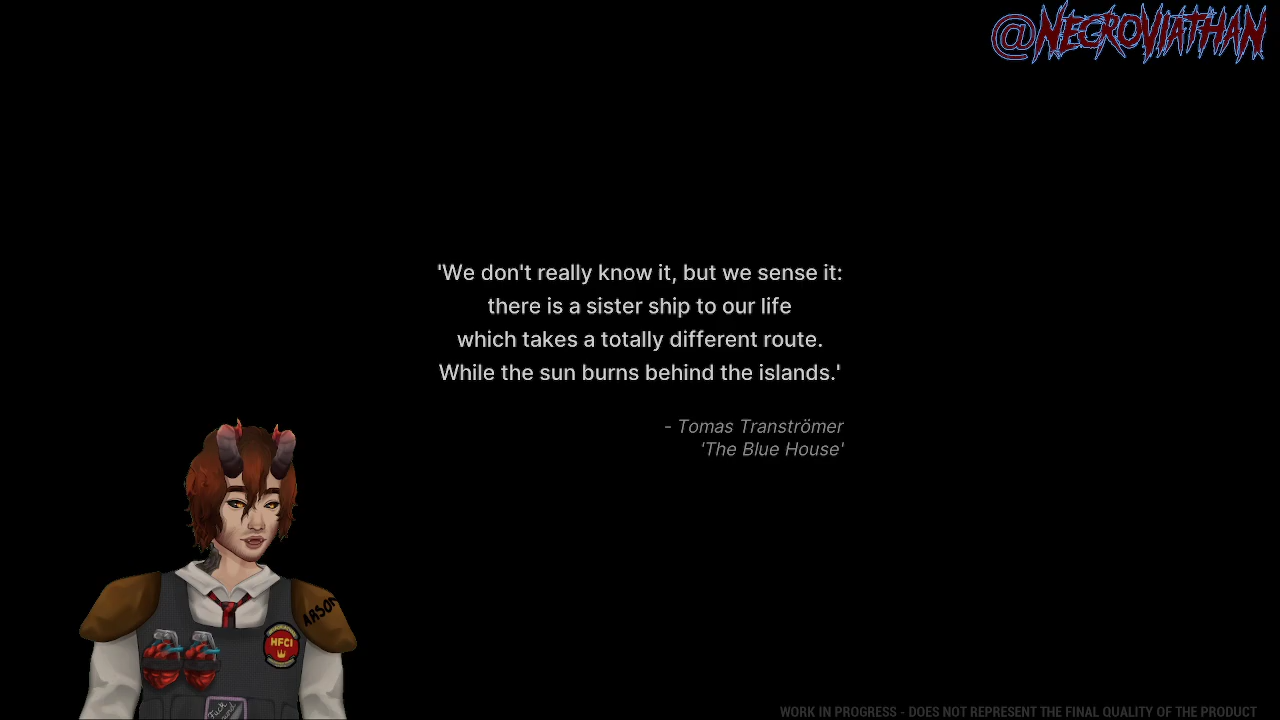 @NECROVIATHAN
'We don't really know it, but we sense it:
there is a sister ship to our life
which takes a totally different route.
While the sun burns behind the islands.'
- Tomas Tranströmer
'The Blue House'
ARSON
HFCI
Fuck
WORK IN PROGRESS - DOES NOT REPRESENT THE FINAL QUALITY OF THE PRODUCT